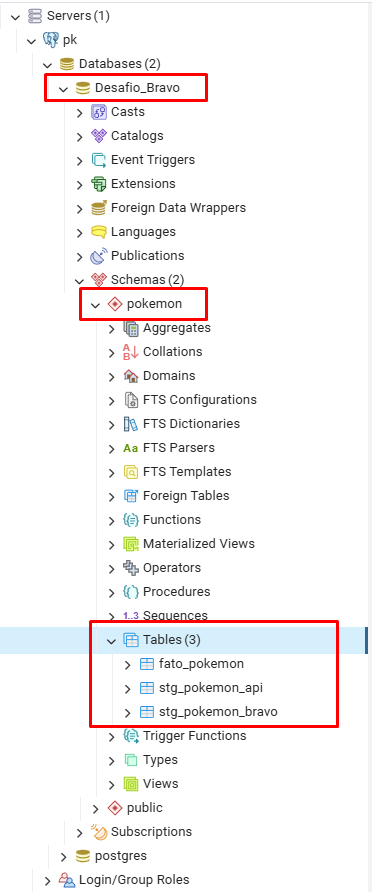 Servers (1)
pk
Databases (2)
Desafio_Bravo
Casts
Catalogs
Event Triggers
Extensions
Foreign Data Wrappers
Languages
Publications
Schemas (2)
pokemon
Aggregates
A
B
Collations
Domains
FTS Configurations
FTS Dictionaries
Aa FTS Parsers
FTS Templates
Foreign Tables
Functions
Materialized Views
Operators
Procedures
1..3 Sequences
Tables (3)
fato_pokemon
stg_pokemon_api
stg_pokemon_bravo
Trigger Functions
Types
Views
public
Subscriptions
postgres
Login/Group Roles